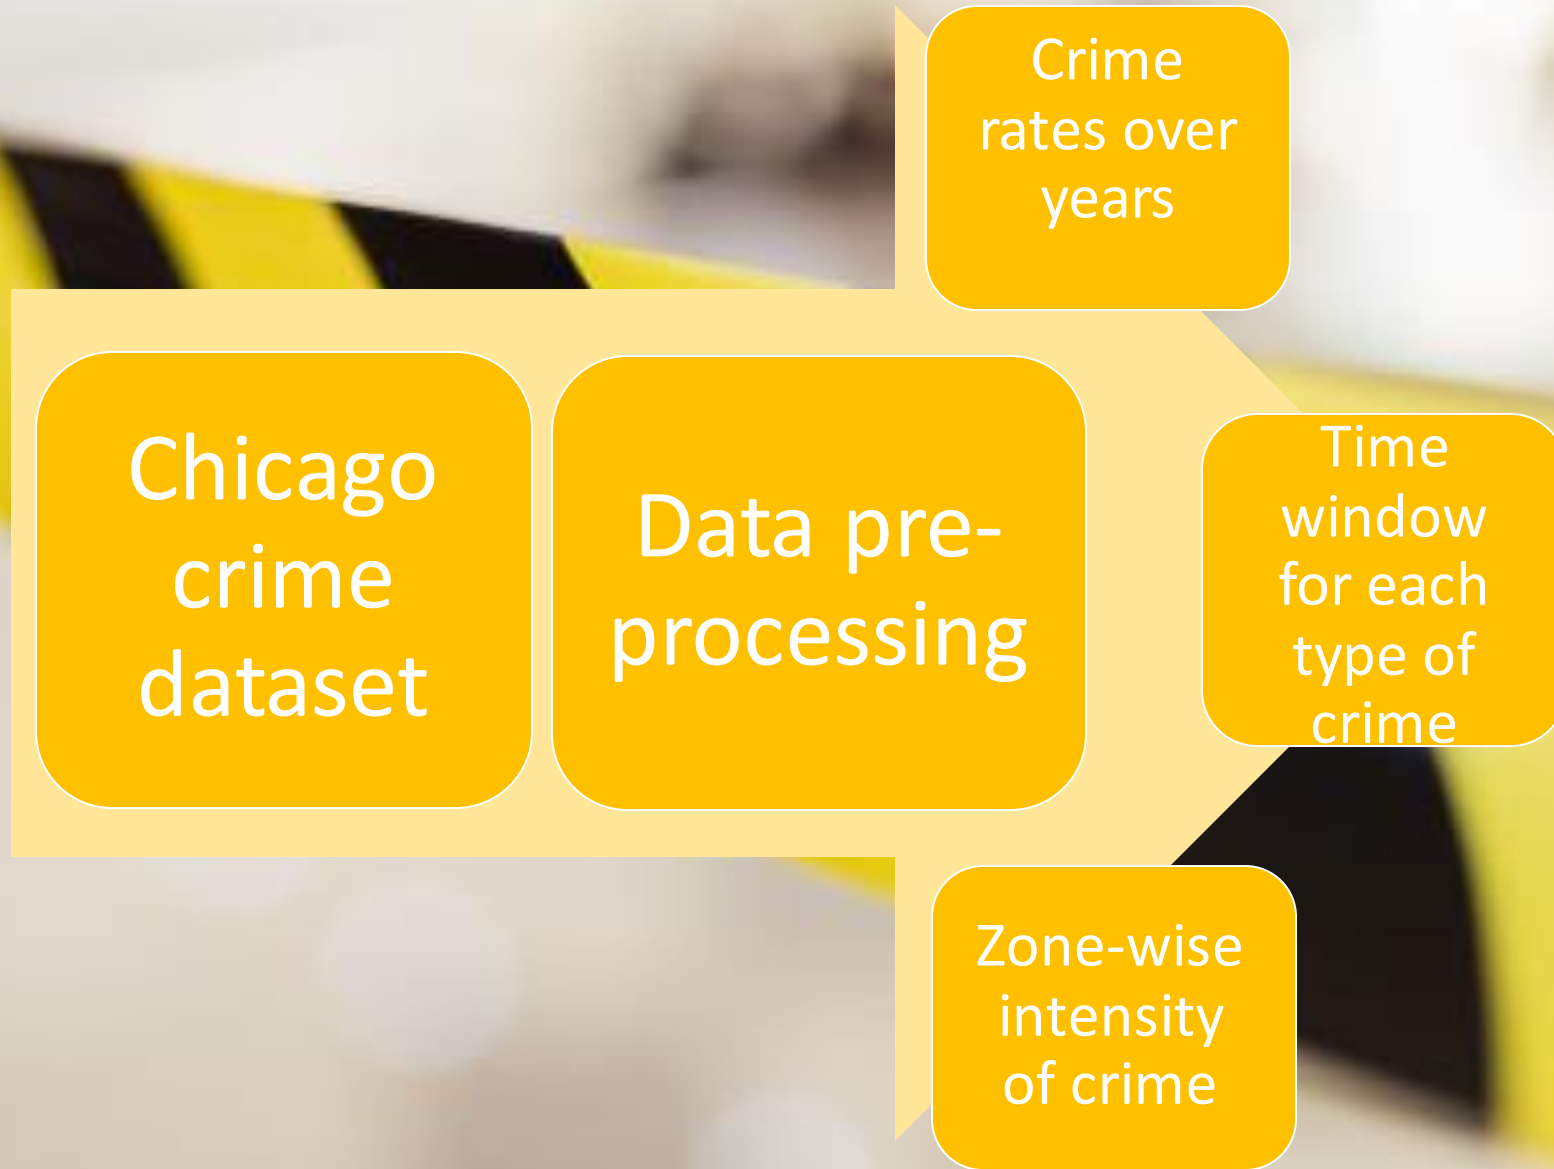 Chicago
crime
dataset
Data pre-
processing
Crime
rates over
years
Time
window
for each
type of
crime
Zone-wise
intensity
of crime